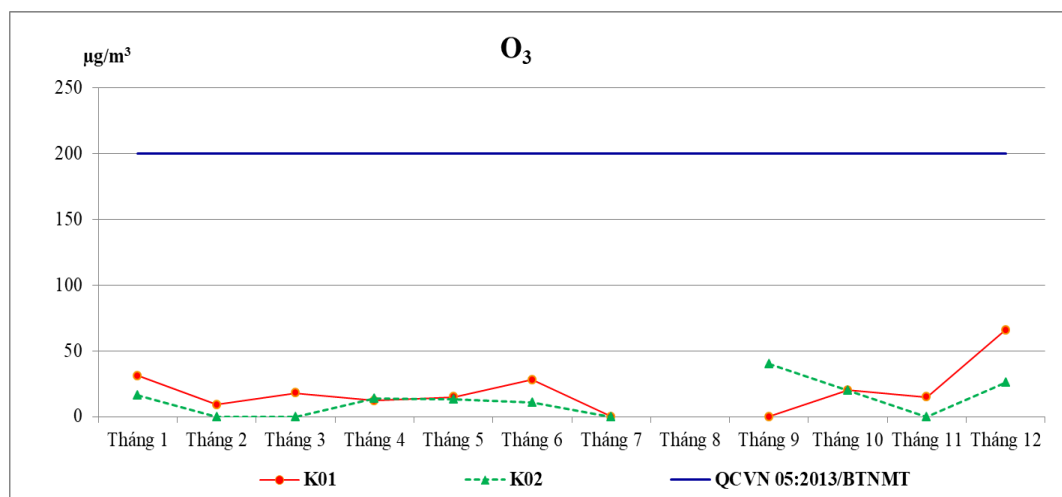 O₃
µg/m³
250
200
150
100
50
0
Tháng 1 Tháng 2 Tháng 3 Tháng 4 Tháng 5 Tháng 6 Tháng 7 Tháng 8 Tháng 9 Tháng 10 Tháng 11 Tháng 12
K01 K02 QCVN 05:2013/BTNMT